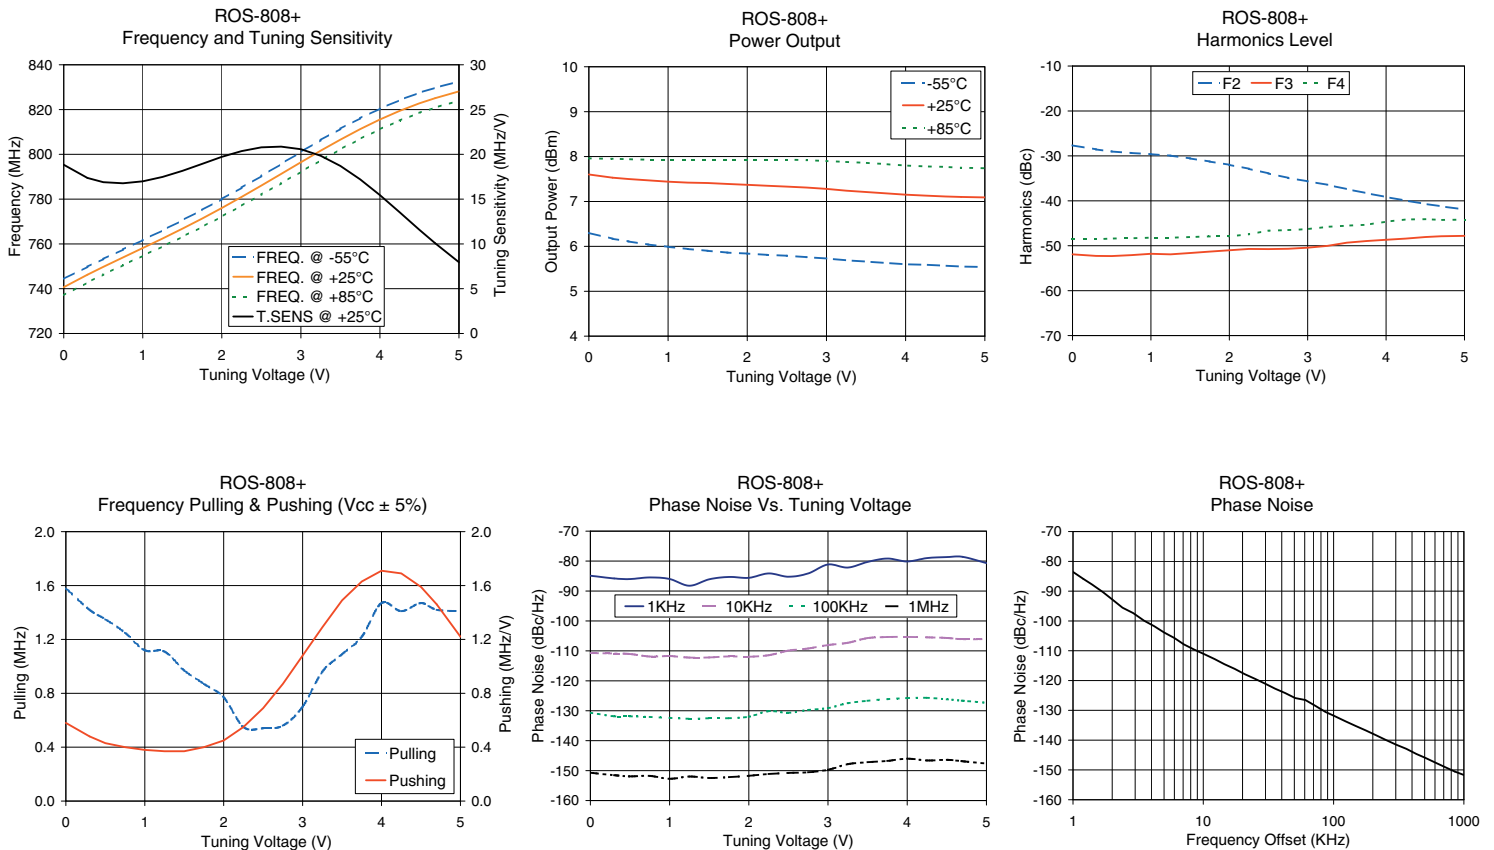 ROS-808+
Frequency and Tuning Sensitivity
840
820
800
780
760
740
720
Frequency (MHz)
30
25
20
15
10
5
0
Tuning Sensitivity (MHz/V)
FREQ. @ -55°C
FREQ. @ +25°C
FREQ. @ +85°C
T.SENS @ +25°C
0 1 2 3 4 5
Tuning Voltage (V)
ROS-808+
Power Output
10
9
8
7
6
5
4
Output Power (dBm)
-55°C
+25°C
+85°C
0 1 2 3 4 5
Tuning Voltage (V)
ROS-808+
Harmonics Level
-10
-20
-30
-40
-50
-60
-70
Harmonics (dBc)
F2 F3 F4
0 1 2 3 4 5
Tuning Voltage (V)
ROS-808+
Frequency Pulling & Pushing (Vcc ± 5%)
2.0
1.6
1.2
0.8
0.4
0.0
Pulling (MHz)
2.0
1.6
1.2
0.8
0.4
0.0
Pushing (MHz/V)
Pulling
Pushing
0 1 2 3 4 5
Tuning Voltage (V)
ROS-808+
Phase Noise Vs. Tuning Voltage
-70
-80
-90
-100
-110
-120
-130
-140
-150
-160
Phase Noise (dBc/Hz)
1KHz 10KHz 100KHz 1MHz
0 1 2 3 4 5
Tuning Voltage (V)
ROS-808+
Phase Noise
-70
-80
-90
-100
-110
-120
-130
-140
-150
-160
Phase Noise (dBc/Hz)
1 10 100 1000
Frequency Offset (KHz)